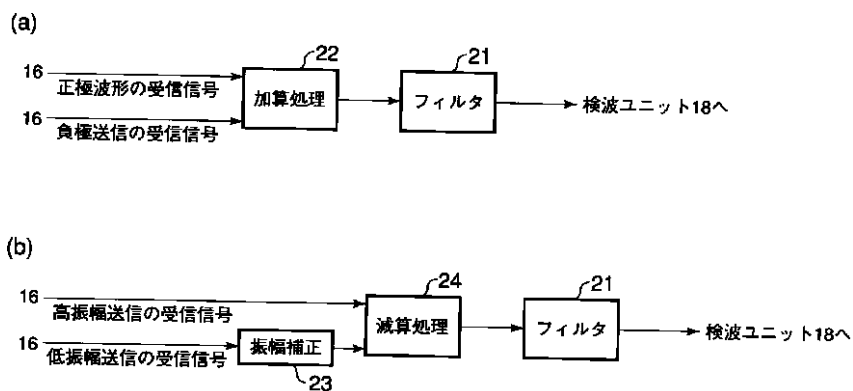 (a)
22
21
16
正極波形の受信信号
加算処理
フィルタ
検波ユニット18へ
16
負極送信の受信信号
(b)
24
21
16
高振幅送信の受信信号
減算処理
フィルタ
検波ユニット18へ
16
低振幅送信の受信信号
振幅補正
23